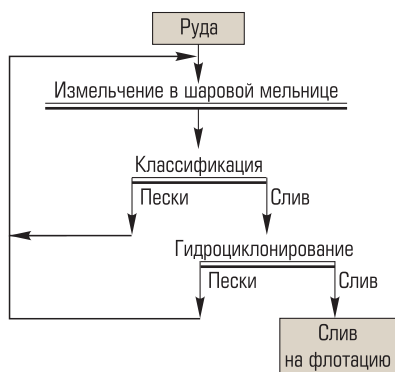 Руда
Измельчение в шаровой мельнице
Классификация
Пески Слив
Гидроциклонирование
Пески Слив
Слив
на флотацию